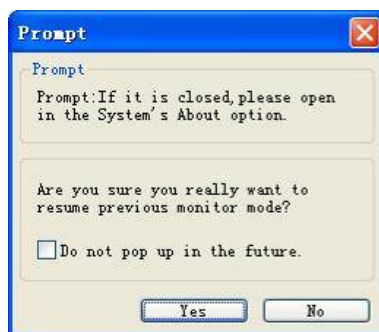 Prompt
Prompt
Prompt:If it is closed,please open
in the System's About option.
Are you sure you really want to
resume previous monitor mode?
Do not pop up in the future.
Yes
No